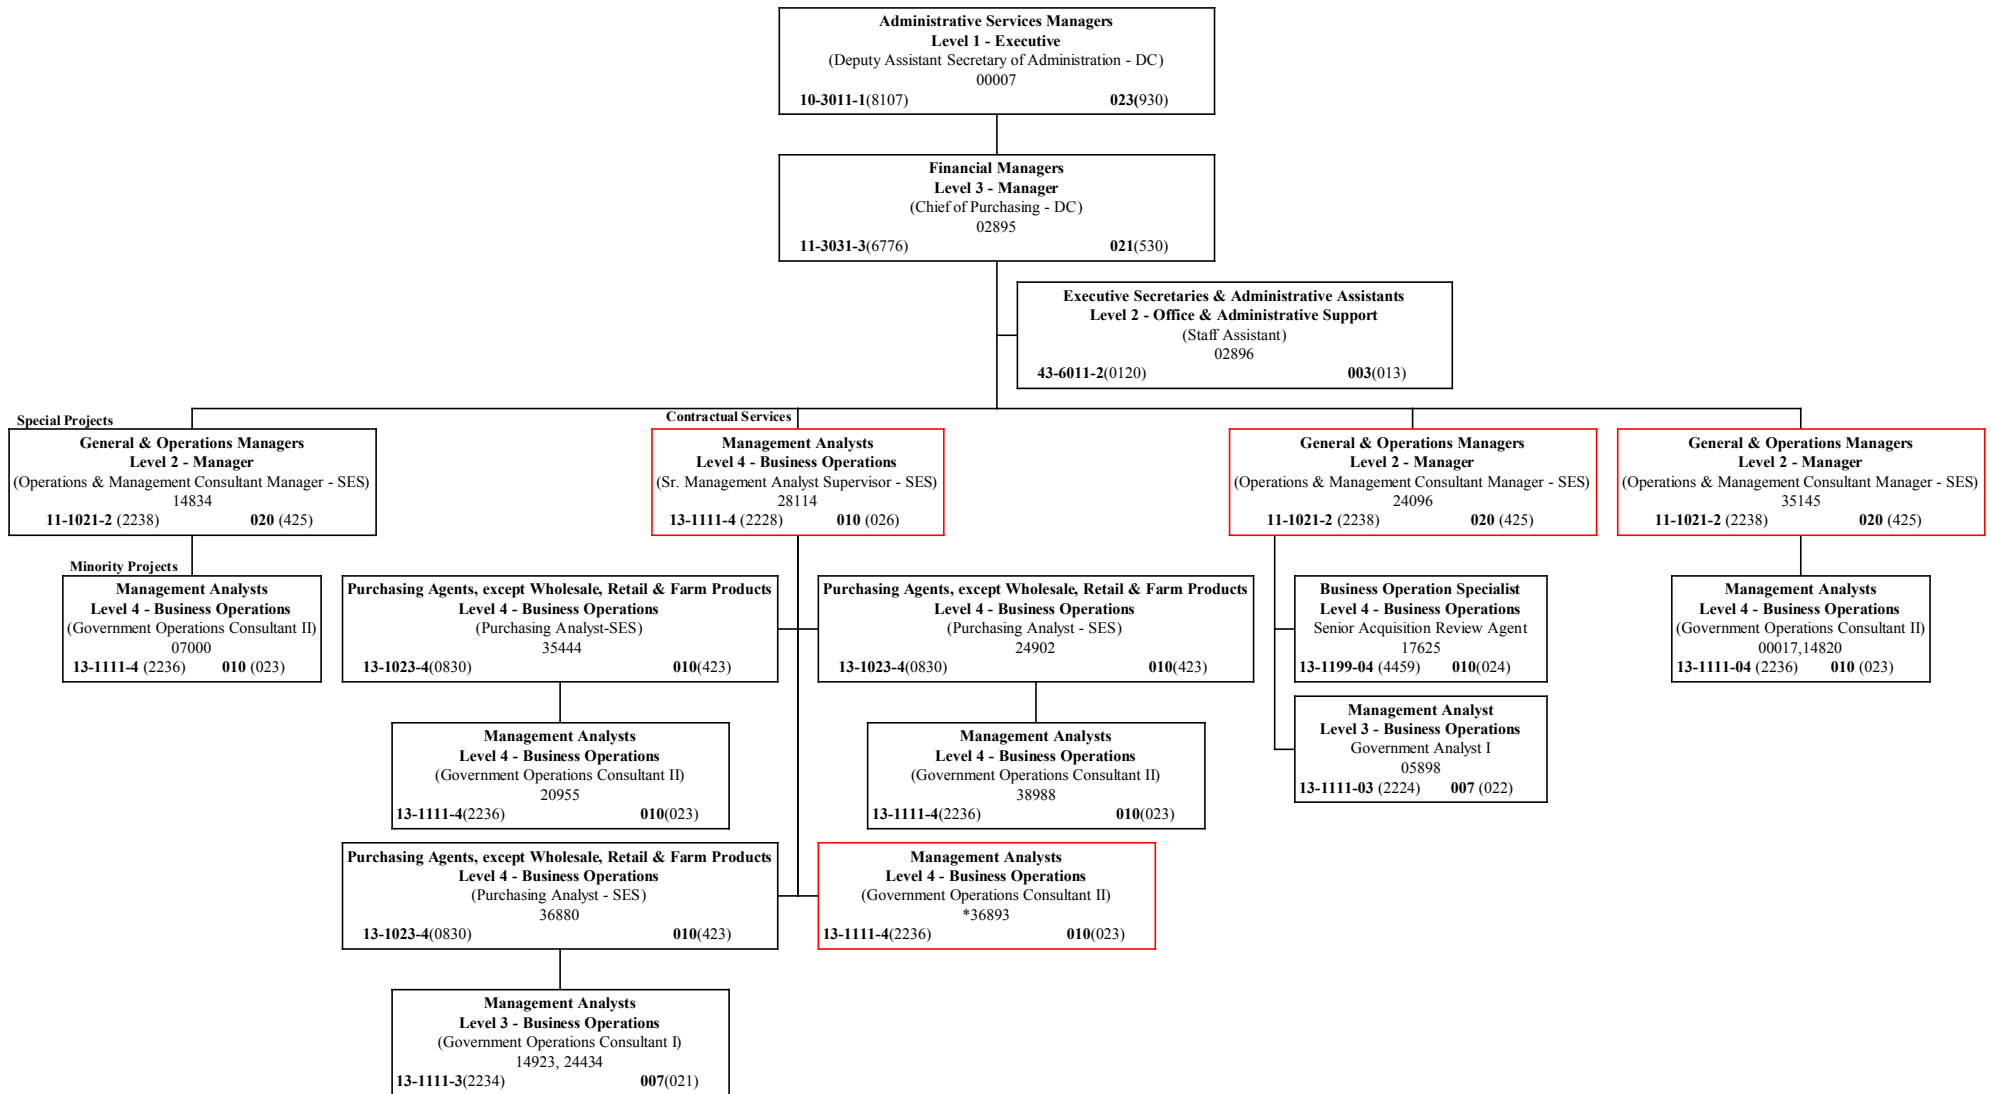 Administrative Services Managers
Level 1 - Executive
(Deputy Assistant Secretary of Administration - DC)
00007
10-3011-1(8107) 023(930)
Financial Managers
Level 3 - Manager
(Chief of Purchasing - DC)
02895
11-3031-3(6776) 021(530)
Executive Secretaries & Administrative Assistants
Level 2 - Office & Administrative Support
(Staff Assistant)
02896
43-6011-2(0120) 003(013)
Special Projects
General & Operations Managers
Level 2 - Manager
(Operations & Management Consultant Manager - SES)
14834
11-1021-2 (2238) 020 (425)
Contractual Services
Management Analysts
Level 4 - Business Operations
(Sr. Management Analyst Supervisor - SES)
28114
13-1111-4 (2228) 010 (026)
General & Operations Managers
Level 2 - Manager
(Operations & Management Consultant Manager - SES)
24096
11-1021-2 (2238) 020 (425)
General & Operations Managers
Level 2 - Manager
(Operations & Management Consultant Manager - SES)
35145
11-1021-2 (2238) 020 (425)
Minority Projects
Management Analysts
Level 4 - Business Operations
(Government Operations Consultant II)
07000
13-1111-4 (2236) 010 (023)
Purchasing Agents, except Wholesale, Retail & Farm Products
Level 4 - Business Operations
(Purchasing Analyst-SES)
35444
13-1023-4(0830) 010(423)
Purchasing Agents, except Wholesale, Retail & Farm Products
Level 4 - Business Operations
(Purchasing Analyst - SES)
24902
13-1023-4(0830) 010(423)
Business Operation Specialist
Level 4 - Business Operations
Senior Acquisition Review Agent
17625
13-1199-04 (4459) 010(024)
Management Analysts
Level 4 - Business Operations
(Government Operations Consultant II)
00017,14820
13-1111-04 (2236) 010 (023)
Management Analysts
Level 4 - Business Operations
(Government Operations Consultant II)
20955
13-1111-4(2236) 010(023)
Management Analysts
Level 4 - Business Operations
(Government Operations Consultant II)
38988
13-1111-4(2236) 010(023)
Management Analyst
Level 3 - Business Operations
Government Analyst I
05898
13-1111-03 (2224) 007 (022)
Purchasing Agents, except Wholesale, Retail & Farm Products
Level 4 - Business Operations
(Purchasing Analyst - SES)
36880
13-1023-4(0830) 010(423)
Management Analysts
Level 4 - Business Operations
(Government Operations Consultant II)
*36893
13-1111-4(2236) 010(023)
Management Analysts
Level 3 - Business Operations
(Government Operations Consultant I)
14923, 24434
13-1111-3(2234) 007(021)